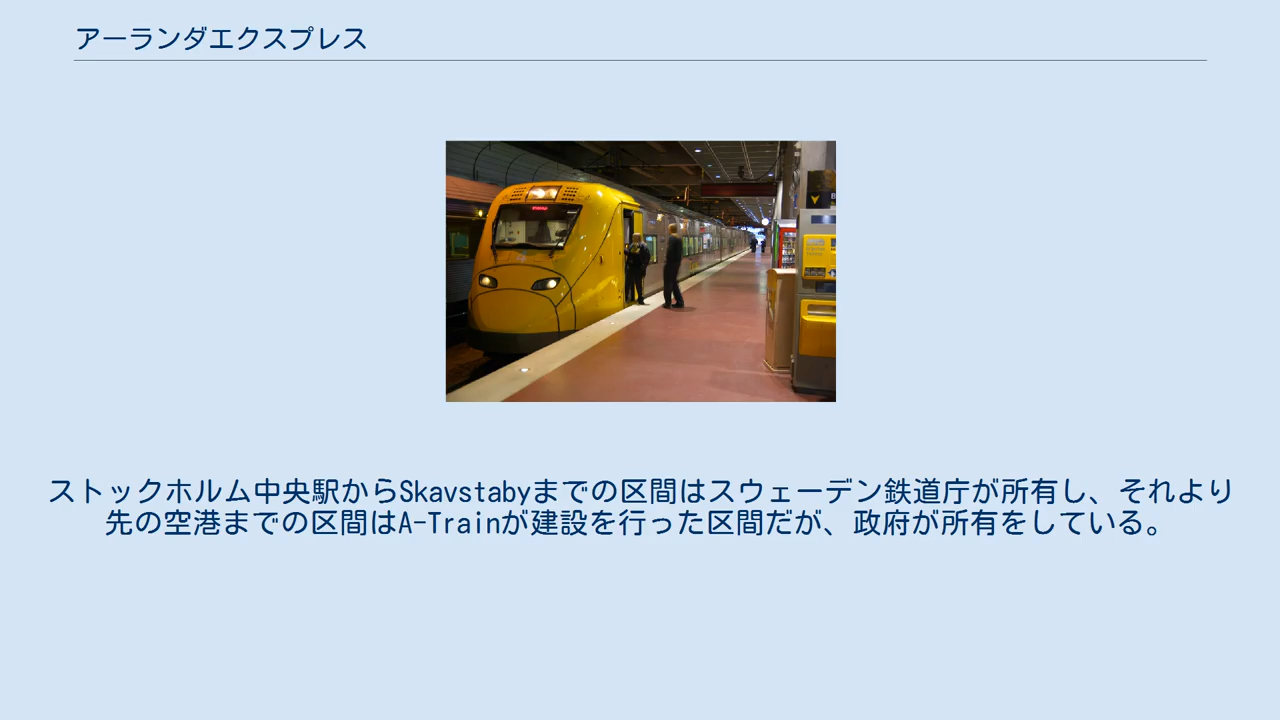 アーランダエクスプレス
ストックホルム中央駅からSkavstabyまでの区間はスウェーデン鉄道庁が所有し、それより
先の空港までの区間はA-Trainが建設を行った区間だが、政府が所有をしている。